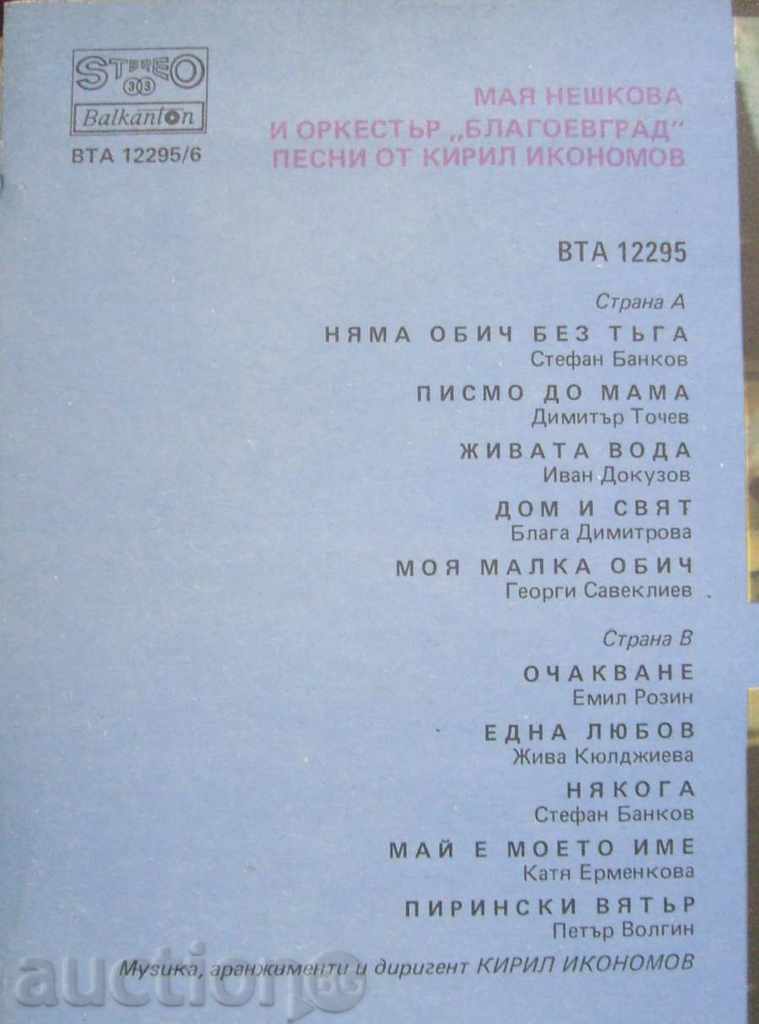 STEREO
33
Balkanton
ВТА 12295/6
МАЯ НЕШКОВА
И ОРКЕСТЪР „БЛАГОЕВГРАД"
ПЕСНИ ОТ КИРИЛ ИКОНОМОВ
ВТА 12295
Страна А
НЯМА ОБИЧ БЕЗ ТЪГА
Стефан Банков
ПИСМО ДО МАМА
Димитър Точев
ЖИВАТА ВОДА
Иван Докузов
ДОМ И СВЯТ
Блага Димитрова
МОЯ МАЛКА ОБИЧ
Георги Савеклиев
Страна В
ОЧАКВАНЕ
Емил Розин
ЕДНА ЛЮБОВ
Жива Кюлджиева
НЯКОГА
Стефан Банков
МАЙ Е МОЕТО ИМЕ
Катя Ерменкова
ПИРИНСКИ ВЯТЪР
Петър Волгин
Музика, аранжименти и диригент КИРИЛ ИКОНОМОВ
auction BG